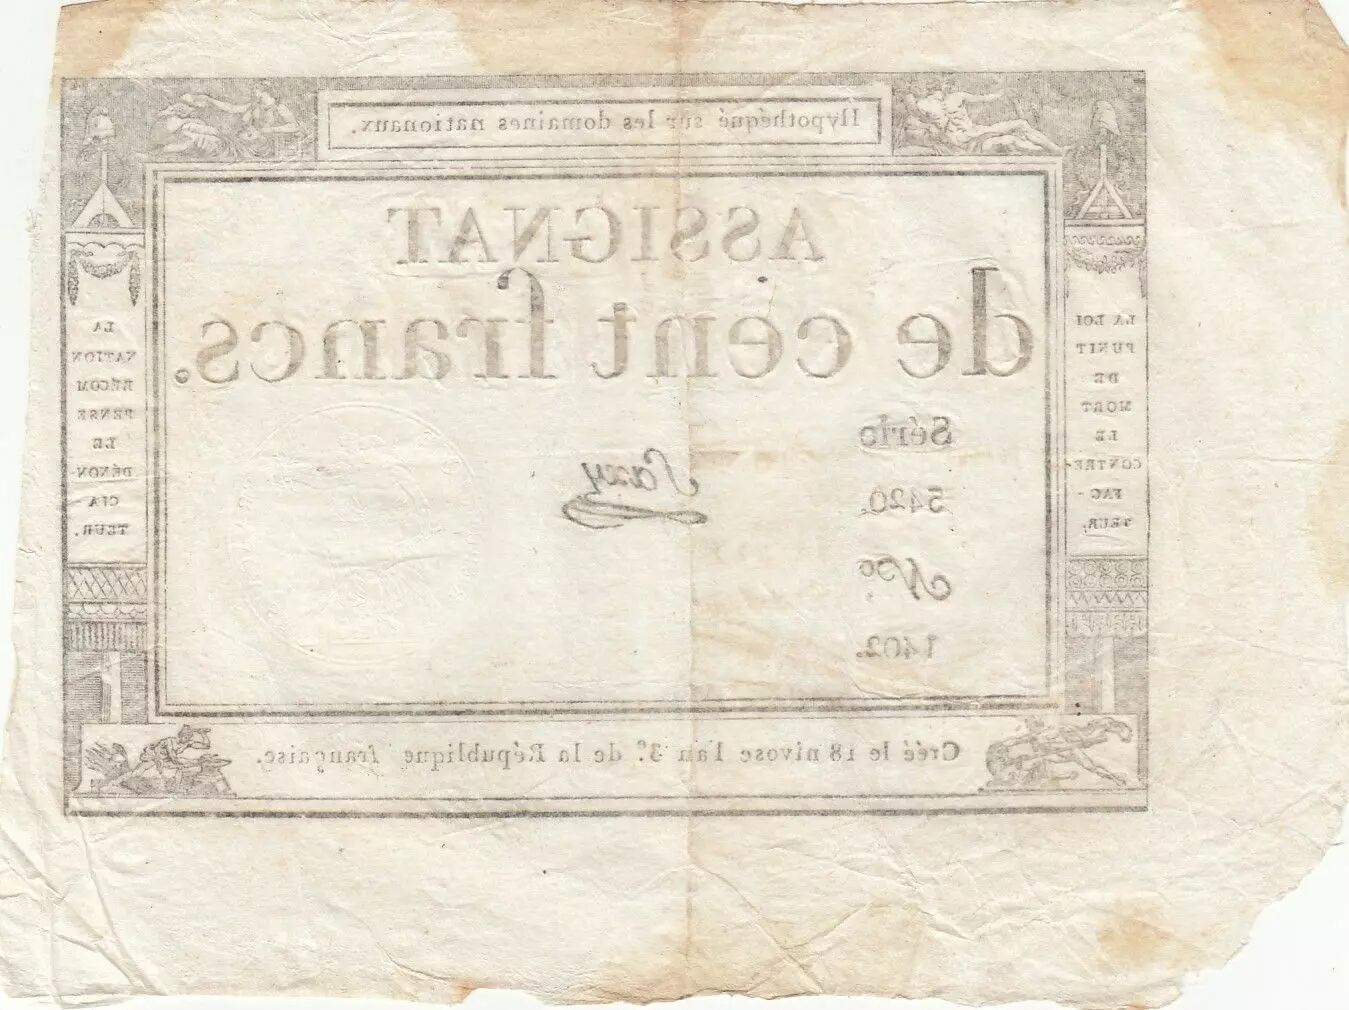 Hypothéqué sur les domaines nationaux.
ASSIGNAT
de cent francs.
LA LOI
PUNIT
DE
MORT
LE
CONTRE-
FAC-
TEUR.
Série
5420.
Nº.
1402.
Saxy
LA
NATION
RÉCOM
PENSE
LE
DÉNON-
CIA-
TEUR.
Créé le 18 nivose l'an 3e. de la République française.